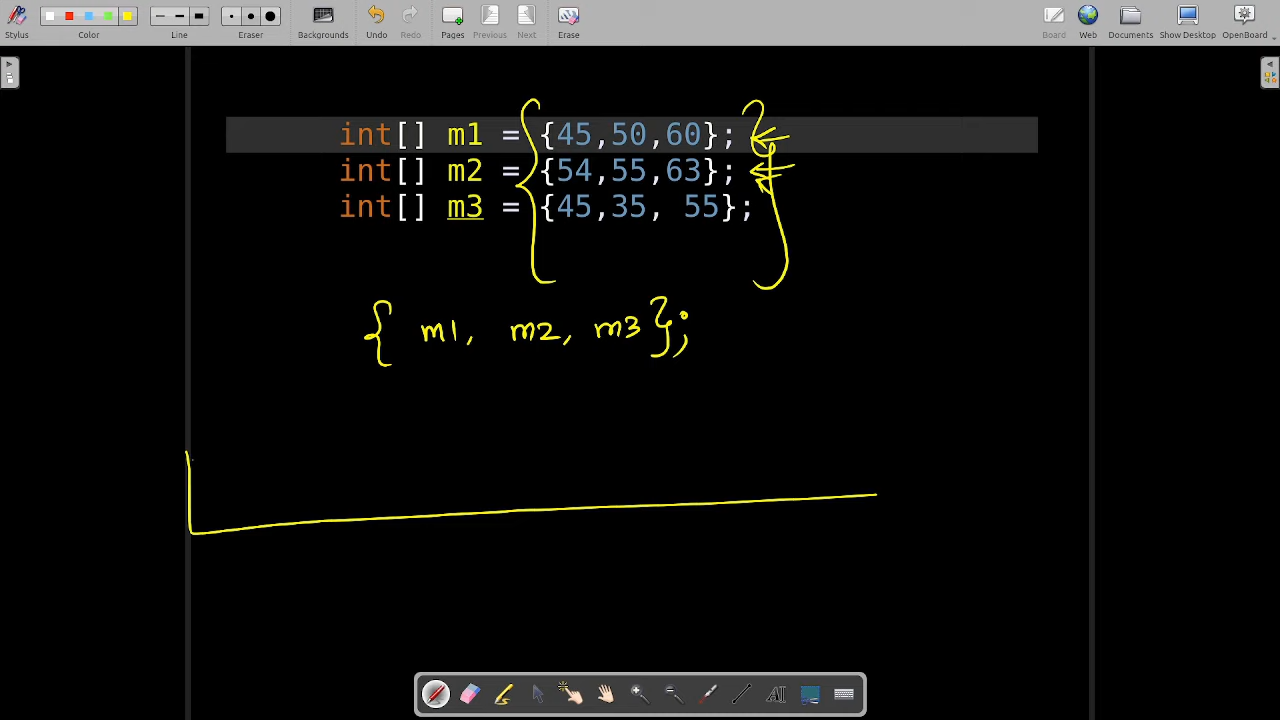 Stylus Color Line Eraser Backgrounds Undo Redo Pages Previous Next Erase Board Web Documents Show Desktop OpenBoard
int[] m1 = {45,50,60};
int[] m2 = {54,55,63};
int[] m3 = {45,35, 55};
{ m1, m2, m3 };
AI